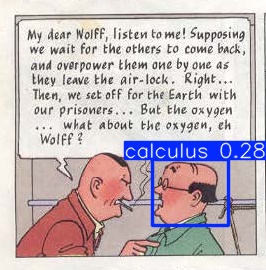 My dear Wolff, listen to me! Supposing
we wait for the others to come back,
and overpower them one by one as
they leave the air-lock. Right...
Then, we set off for the Earth with
our prisoners... But the oxygen
... what about the oxygen, eh
Wolff?
calculus 0.28